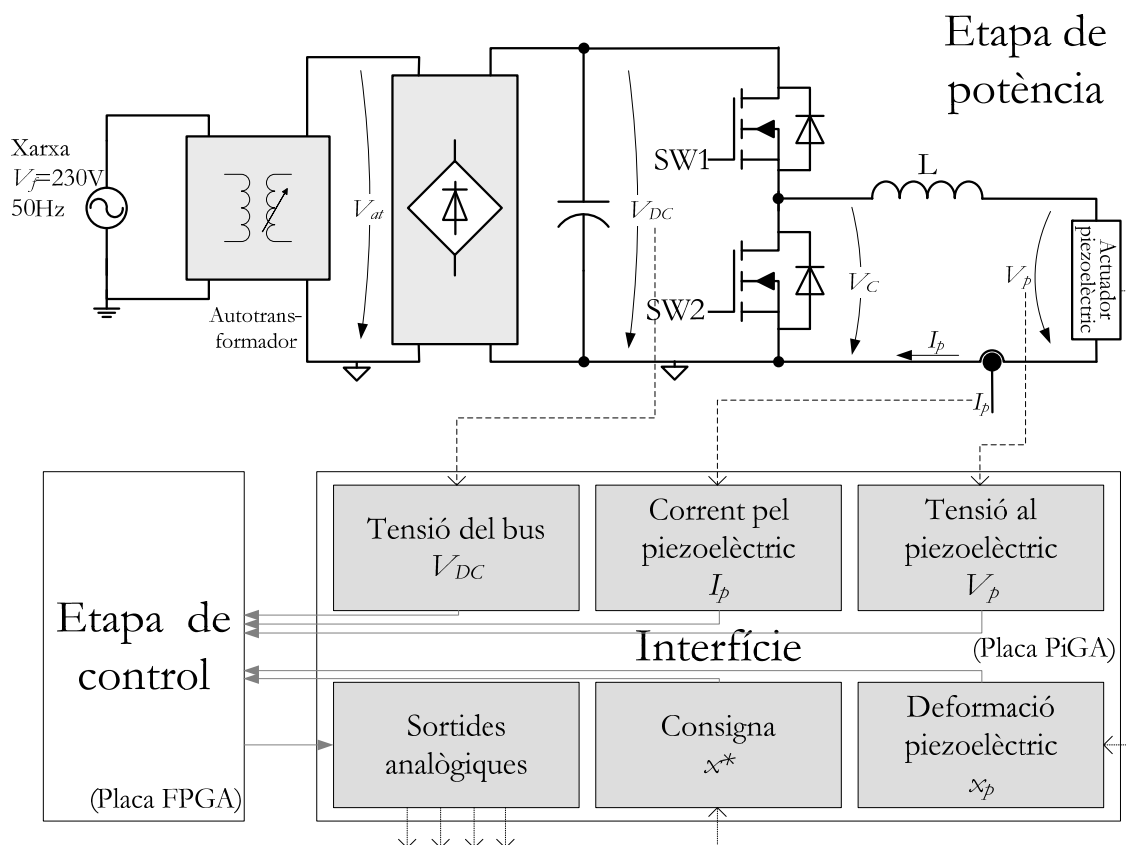 Etapa de
potència
Xarxa
Vf=230V
50Hz
Autotrans-
formador
Vat
VDC
SW1
SW2
L
VC
Vp
Actuador
piezoelèctric
Ip
Ip
Tensió del bus
VDC
Corrent pel
piezoelèctric
Ip
Tensió al
piezoelèctric
Vp
Etapa de
control
(Placa FPGA)
Interfície
(Placa PiGA)
Sortides
analògiques
Consigna
x*
Deformació
piezoelèctric
xp